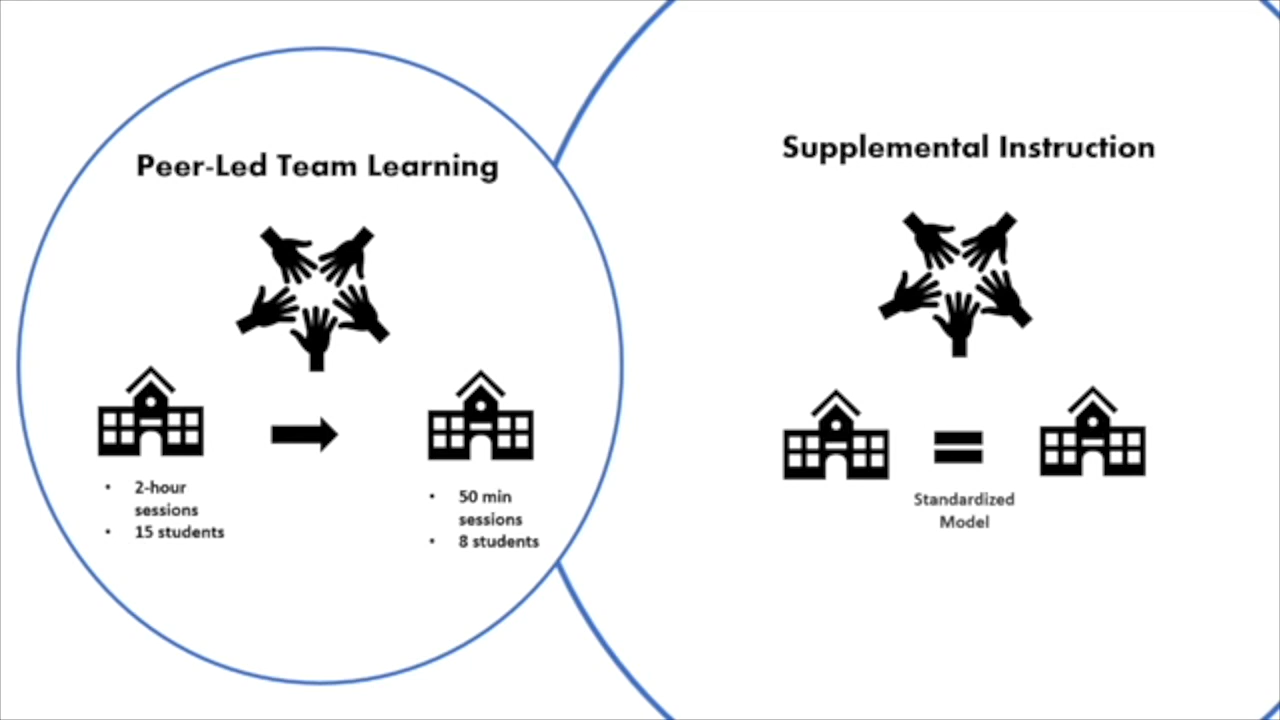 Peer-Led Team Learning
• 2-hour
sessions
• 15 students
• 50 min
sessions
• 8 students
Supplemental Instruction
Standardized
Model